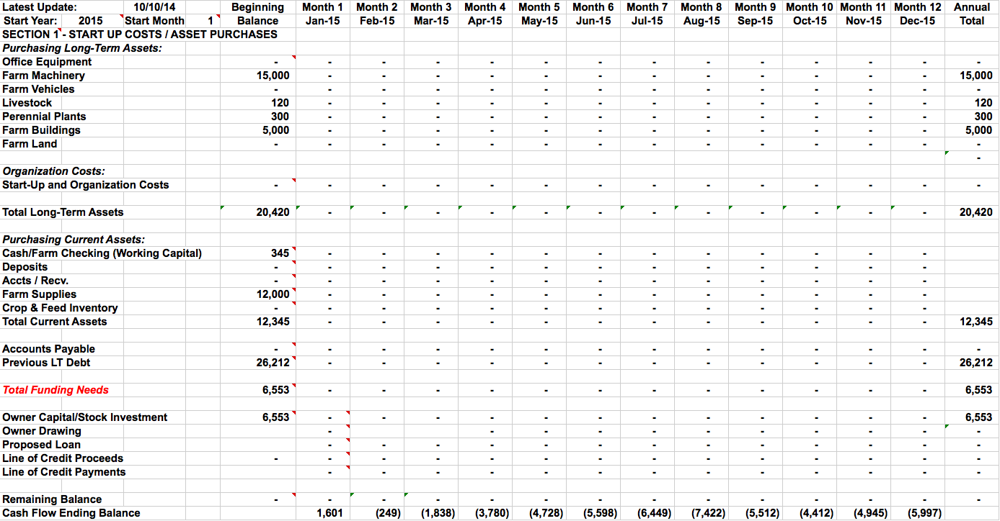 Latest Update: 10/10/14 Beginning Month 1 Month 2 Month 3 Month 4 Month 5 Month 6 Month 7 Month 8 Month 9 Month 10 Month 11 Month 12 Annual
Start Year: 2015 Start Month 1 Balance Jan-15 Feb-15 Mar-15 Apr-15 May-15 Jun-15 Jul-15 Aug-15 Sep-15 Oct-15 Nov-15 Dec-15 Total
SECTION 1 - START UP COSTS / ASSET PURCHASES
Purchasing Long-Term Assets:
Office Equipment - - - - - - - - - - - - - -
Farm Machinery 15,000 - - - - - - - - - - - - 15,000
Farm Vehicles - - - - - - - - - - - - - -
Livestock 120 - - - - - - - - - - - - 120
Perennial Plants 300 - - - - - - - - - - - - 300
Farm Buildings 5,000 - - - - - - - - - - - - 5,000
Farm Land - - - - - - - - - - - - - -
-
Organization Costs:
Start-Up and Organization Costs - - - - - - - - - - - - - -
Total Long-Term Assets 20,420 - - - - - - - - - - - - 20,420
Purchasing Current Assets:
Cash/Farm Checking (Working Capital) 345 - - - - - - - - - - - -
Deposits - - - - - - - - - - - - -
Accts / Recv. - - - - - - - - - - - - -
Farm Supplies 12,000 - - - - - - - - - - - -
Crop & Feed Inventory - - - - - - - - - - - - -
Total Current Assets 12,345 - - - - - - - - - - - - 12,345
Accounts Payable - - - - - - - - - - - - - -
Previous LT Debt 26,212 - - - - - - - - - - - - 26,212
Total Funding Needs 6,553 - - - - - - - - - - - - 6,553
Owner Capital/Stock Investment 6,553 - - - - - - - - - - - - 6,553
Owner Drawing - - - - - - - - - - -
Proposed Loan - - - - - - - - - - - - -
Line of Credit Proceeds - - - - - - - - - - - - - -
Line of Credit Payments - - - - - - - - - - - - -
Remaining Balance - - - - - - - - - - - - - -
Cash Flow Ending Balance 1,601 (249) (1,838) (3,780) (4,728) (5,598) (6,449) (7,422) (5,512) (4,412) (4,945) (5,997)